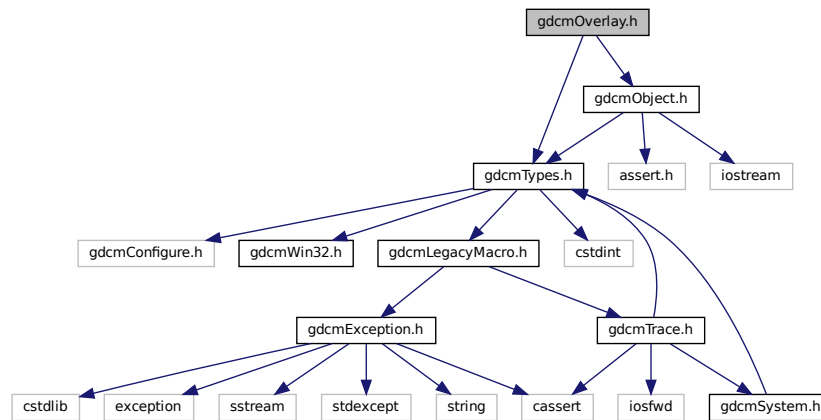 gdcmOverlay.h
gdcmObject.h
gdcmTypes.h
assert.h
iostream
gdcmConfigure.h
gdcmWin32.h
gdcmLegacyMacro.h
cstdint
gdcmException.h
gdcmTrace.h
cstdlib
exception
sstream
stdexcept
string
cassert
iosfwd
gdcmSystem.h